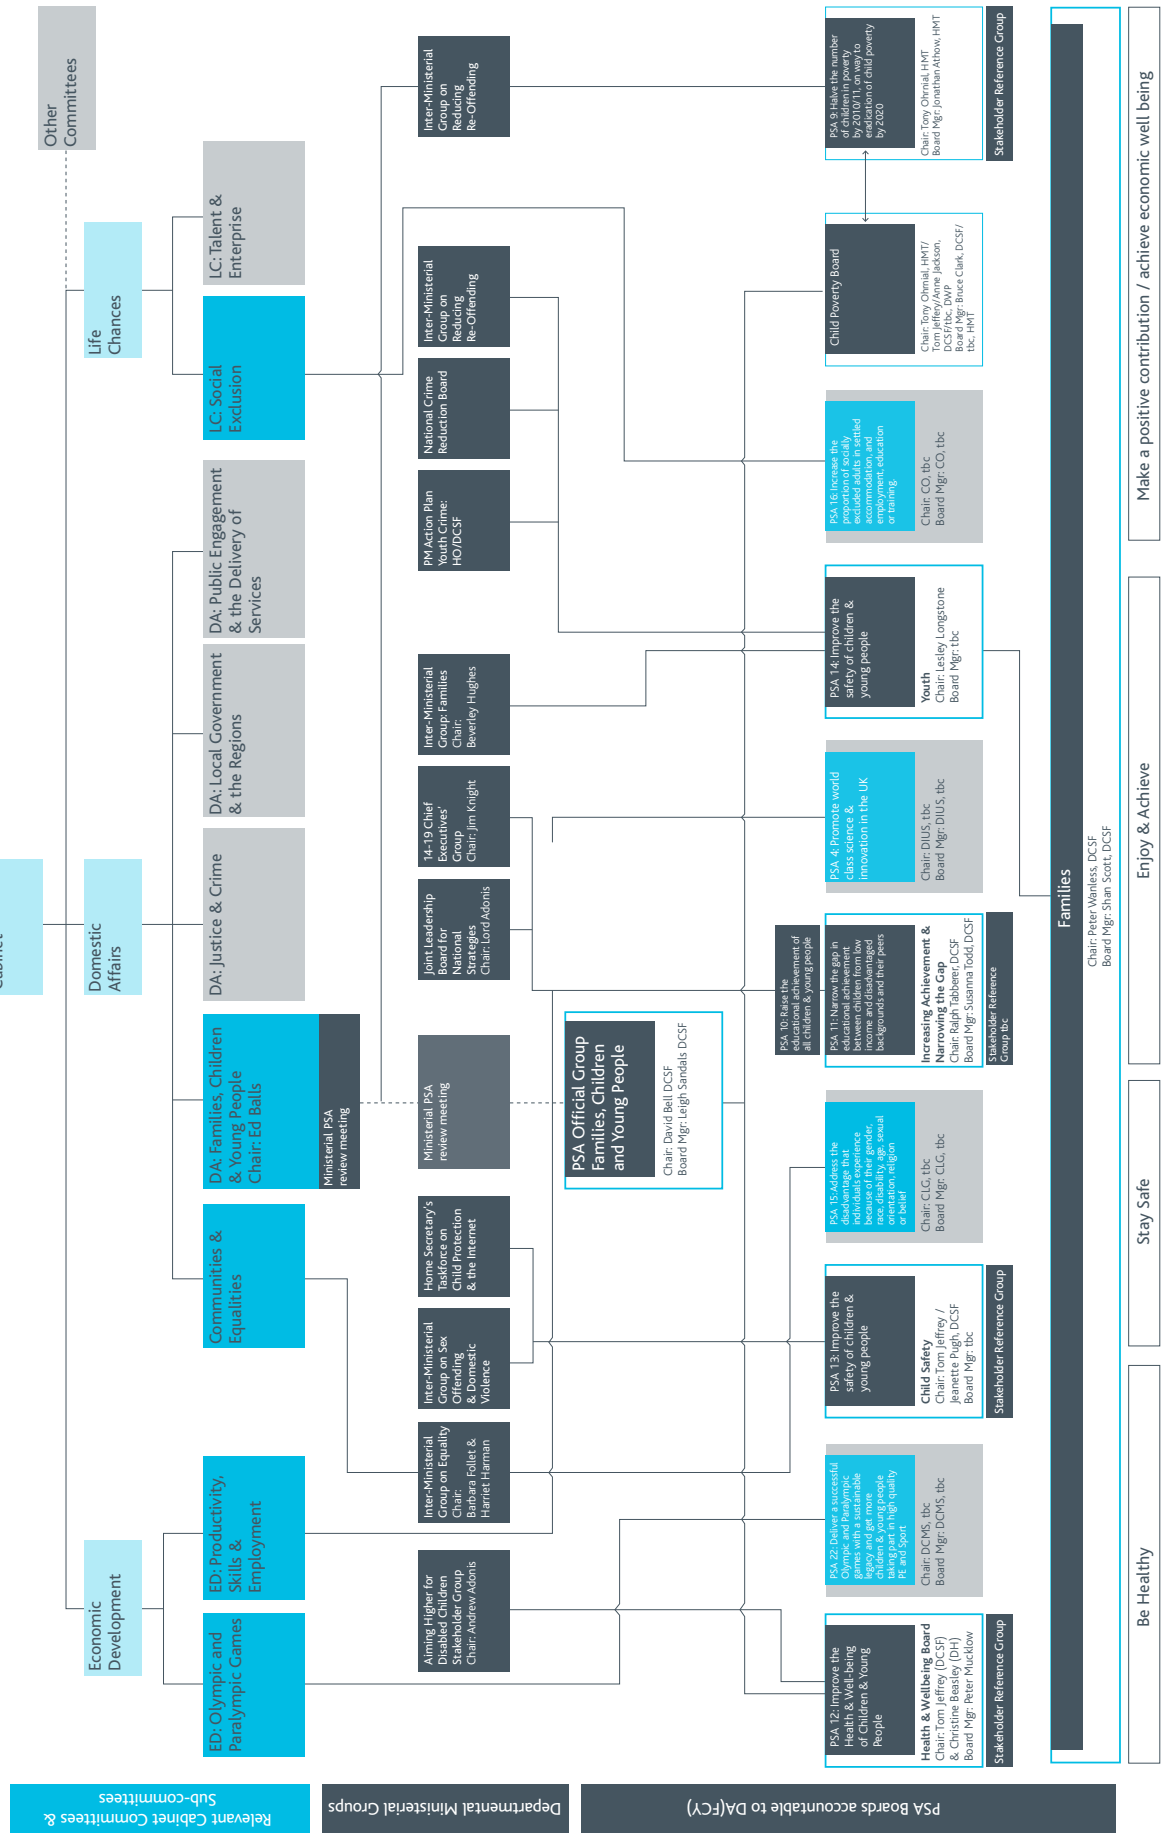 Cabinet
Economic
Development
Domestic
Affairs
Life
Chances
Other
Committees
Relevant Cabinet Committees &
Sub-committees
ED: Olympic and
Paralympic Games
ED: Productivity,
Skills &
Employment
Communities &
Equalities
DA: Families, Children
& Young People
Chair: Ed Balls
Ministerial PSA
review meeting
DA: Justice & Crime
DA: Local Government
& the Regions
DA: Public Engagement
& the Delivery of
Services
LC: Social
Exclusion
LC: Talent &
Enterprise
Departmental Ministerial Groups
Aiming Higher for
Disabled Children
Stakeholder Group
Chair: Andrew Adonis
Inter-Ministerial
Group on Equality
Chair:
Barbara Follet &
Harriet Harman
Inter-Ministerial
Group on Sex
Offending
& Domestic
Violence
Home Secretary's
Taskforce on
Child Protection
& the Internet
Ministerial PSA
review meeting
Joint Leadership
Board for
National
Strategies
Chair: Lord Adonis
14-19 Chief
Executives'
Group
Chair: Jim Knight
Inter-Ministerial
Group: Families
Chair:
Beverley Hughes
PM Action Plan
Youth Crime:
HO/DCSF
National Crime
Reduction Board
Inter-Ministerial
Group on
Reducing
Re-Offending
Inter-Ministerial
Group on
Reducing
Re-Offending
PSA Official Group
Families, Children
and Young People
Chair: David Bell DCSF
Board Mgr: Leigh Sandals DCSF
PSA Boards accountable to DA(FCY)
PSA 12: Improve the
Health & Well-being
of Children & Young
People
Health & Wellbeing Board
Chair: Tom Jeffrey (DCSF)
& Christine Beasley (DH)
Board Mgr: Peter Mucklow
Stakeholder Reference Group
PSA 22: Deliver a successful
Olympic and Paralympic
games with a sustainable
legacy and get more
children & young people
taking part in high quality
PE and Sport
Chair: DCMS, tbc
Board Mgr: DCMS, tbc
PSA 13: Improve the
safety of children &
young people
Child Safety
Chair: Tom Jeffrey /
Jeanette Pugh, DCSF
Board Mgr: tbc
Stakeholder Reference Group
PSA 15: Address the
disadvantage that
individuals experience
because of their gender,
race, disability, age, sexual
orientation, religion
or belief
Chair: CLG, tbc
Board Mgr: CLG, tbc
PSA 10: Raise the
educational achievement of
all children & young people
PSA 11: Narrow the gap in
educational achievement
between children from low
income and disadvantaged
backgrounds and their peers
Increasing Achievement &
Narrowing the Gap
Chair: Ralph Tabberer, DCSF
Board Mgr: Susanna Todd, DCSF
Stakeholder Reference
Group tbc
PSA 4: Promote world
class science &
innovation in the UK
Chair: DIUS, tbc
Board Mgr: DIUS, tbc
PSA 14: Improve the
safety of children &
young people
Youth
Chair: Lesley Longstone
Board Mgr: tbc
PSA 16: Increase the
proportion of socially
excluded adults in settled
accommodation, and
employment, education
or training.
Chair: CO, tbc
Board Mgr: CO, tbc
Child Poverty Board
Chair: Tony Ohrnial, HMT/
Tom Jeffery/Anne Jackson,
DCSF/tbc, DWP
Board Mgr: Bruce Clark, DCSF/
tbc, HMT
PSA 9: Halve the number
of children in poverty
by 2010/11, on way to
eradication of child poverty
by 2020
Chair: Tony Ohrnial, HMT
Board Mgr: Jonathan Athow, HMT
Stakeholder Reference Group
Families
Chair: Peter Wanless, DCSF
Board Mgr: Shan Scott, DCSF
Be Healthy
Stay Safe
Enjoy & Achieve
Make a positive contribution / achieve economic well being